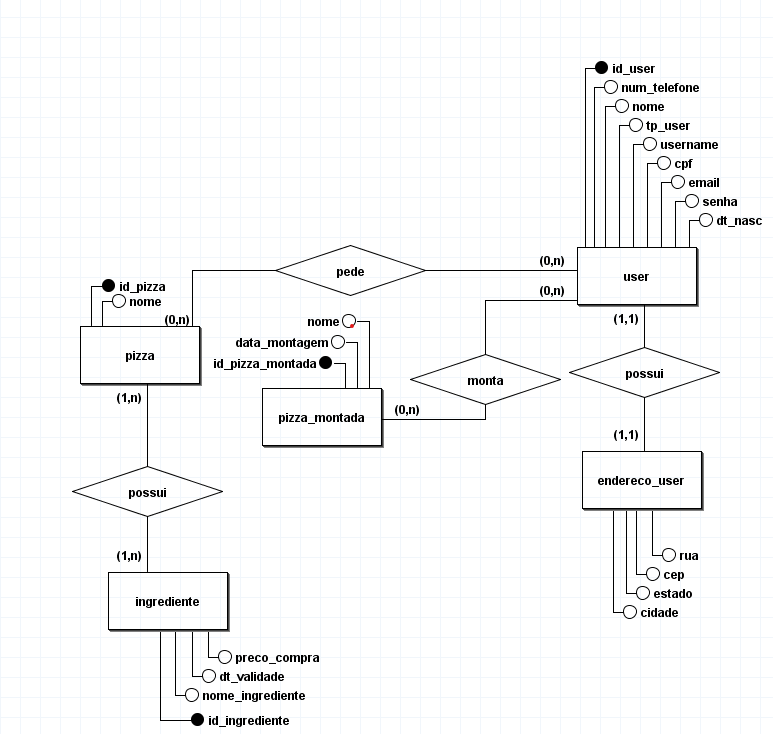 id_user
num_telefone
nome
tp_user
username
cpf
email
senha
dt_nasc
pede
(0,n)
user
(0,n)
id_pizza
nome
(0,n)
pizza
(1,n)
nome
data_montagem
id_pizza_montada
pizza_montada
(0,n)
monta
(1,1)
possui
(1,1)
endereco_user
rua
cep
estado
cidade
possui
(1,n)
ingrediente
preco_compra
dt_validade
nome_ingrediente
id_ingrediente